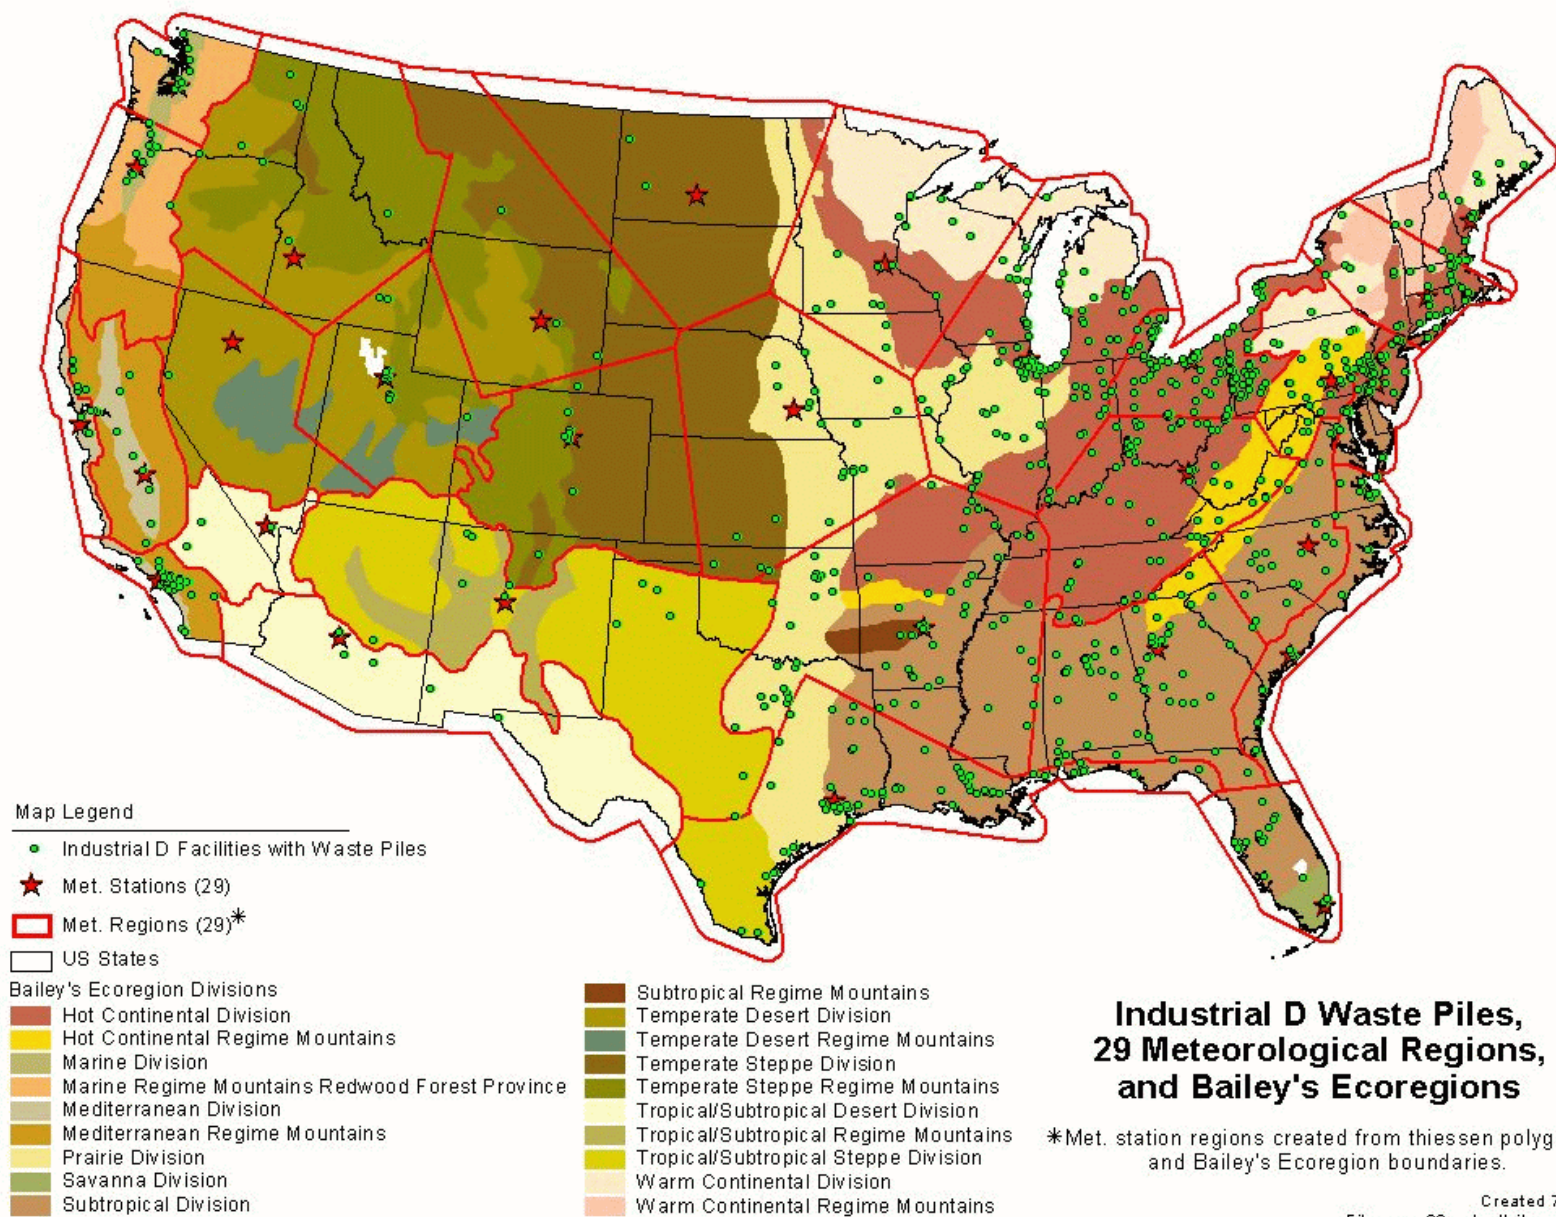 Map Legend
Industrial D Facilities with Waste Piles
Met. Stations (29)
Met. Regions (29)*
US States
Bailey's Ecoregion Divisions
Hot Continental Division
Hot Continental Regime Mountains
Marine Division
Marine Regime Mountains Redwood Forest Province
Mediterranean Division
Mediterranean Regime Mountains
Prairie Division
Savanna Division
Subtropical Division
Subtropical Regime Mountains
Temperate Desert Division
Temperate Desert Regime Mountains
Temperate Steppe Division
Temperate Steppe Regime Mountains
Tropical/Subtropical Desert Division
Tropical/Subtropical Regime Mountains
Tropical/Subtropical Steppe Division
Warm Continental Division
Warm Continental Regime Mountains
Industrial D Waste Piles,
29 Meteorological Regions,
and Bailey's Ecoregions
*Met. station regions created from thiessen polyg
and Bailey's Ecoregion boundaries.
Created 7